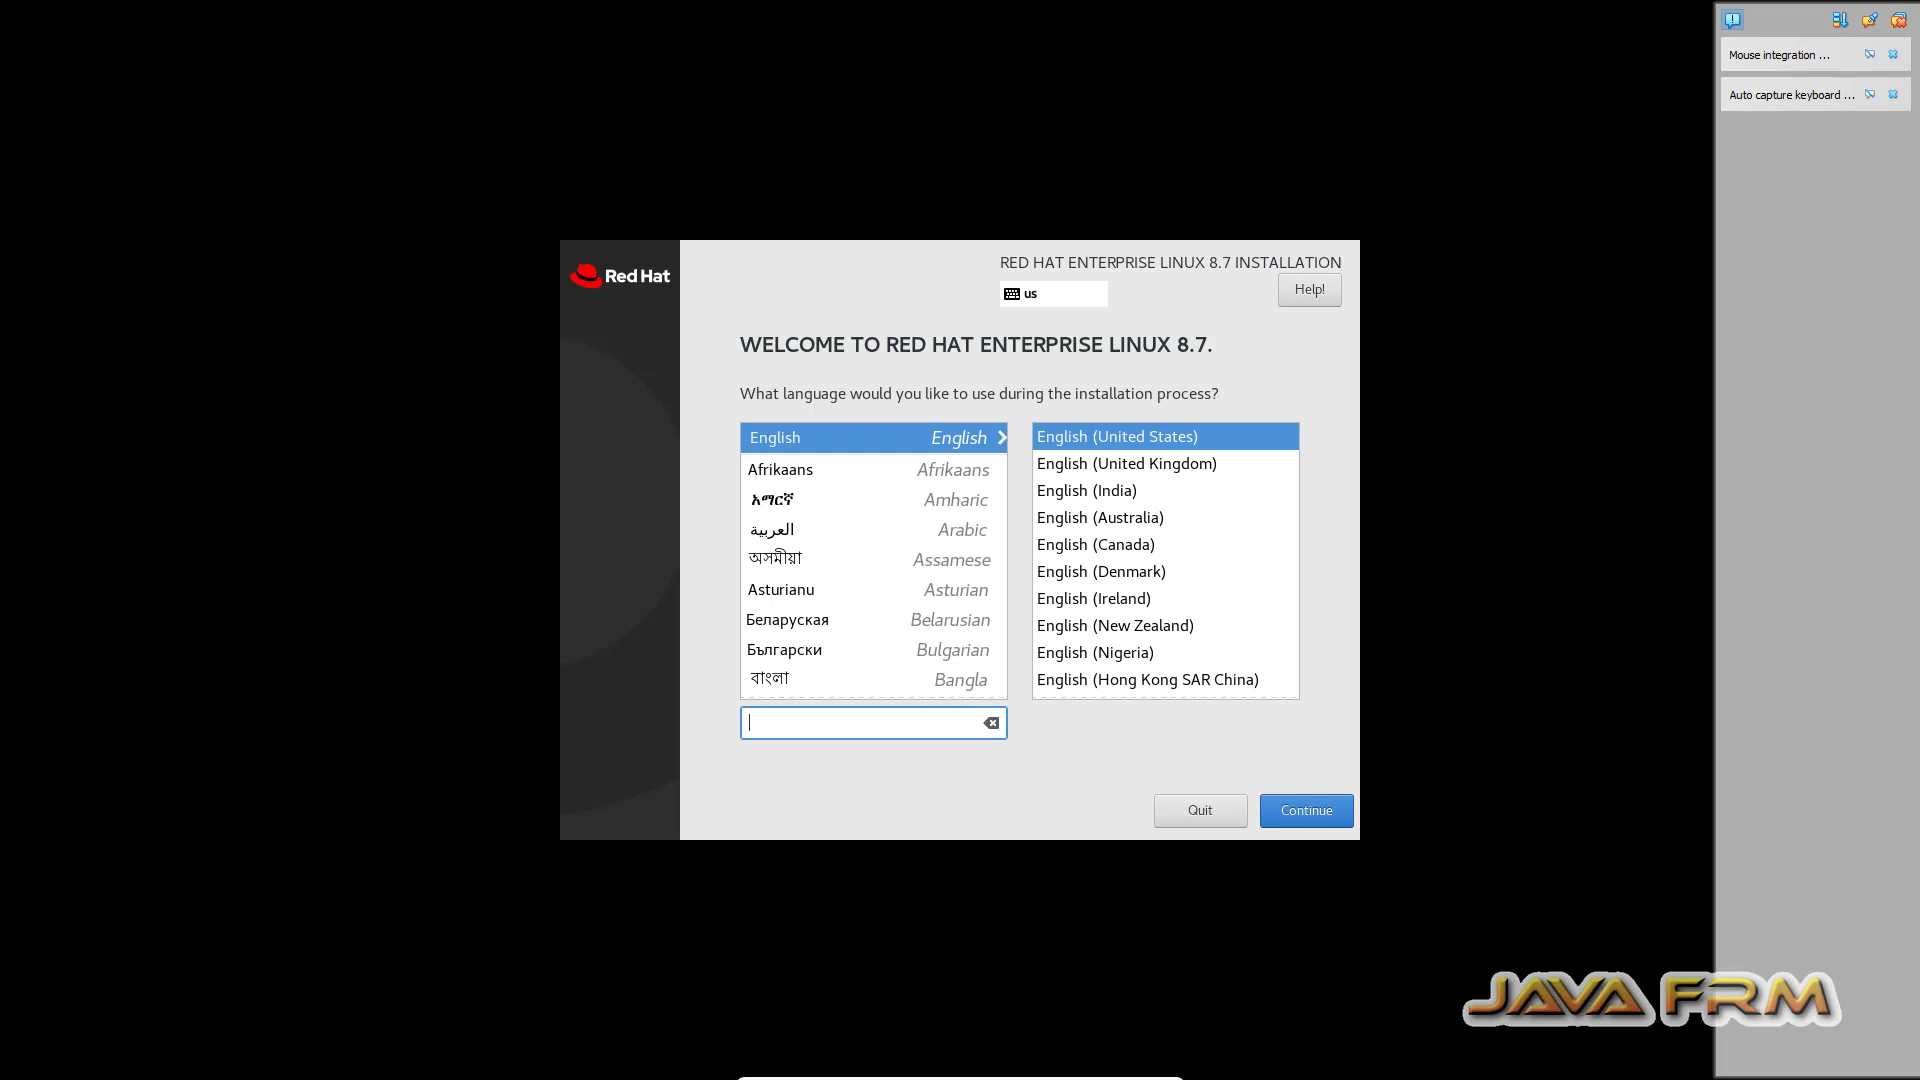 Mouse integration ...
Auto capture keyboard ...
Red Hat
RED HAT ENTERPRISE LINUX 8.7 INSTALLATION
us
Help!
WELCOME TO RED HAT ENTERPRISE LINUX 8.7.
What language would you like to use during the installation process?
English English
Afrikaans Afrikaans
አማርኛ Amharic
العربية Arabic
অসমীয়া Assamese
Asturianu Asturian
Беларуская Belarusian
Български Bulgarian
বাংলা Bangla
English (United States)
English (United Kingdom)
English (India)
English (Australia)
English (Canada)
English (Denmark)
English (Ireland)
English (New Zealand)
English (Nigeria)
English (Hong Kong SAR China)
Quit
Continue
JAVA FRM